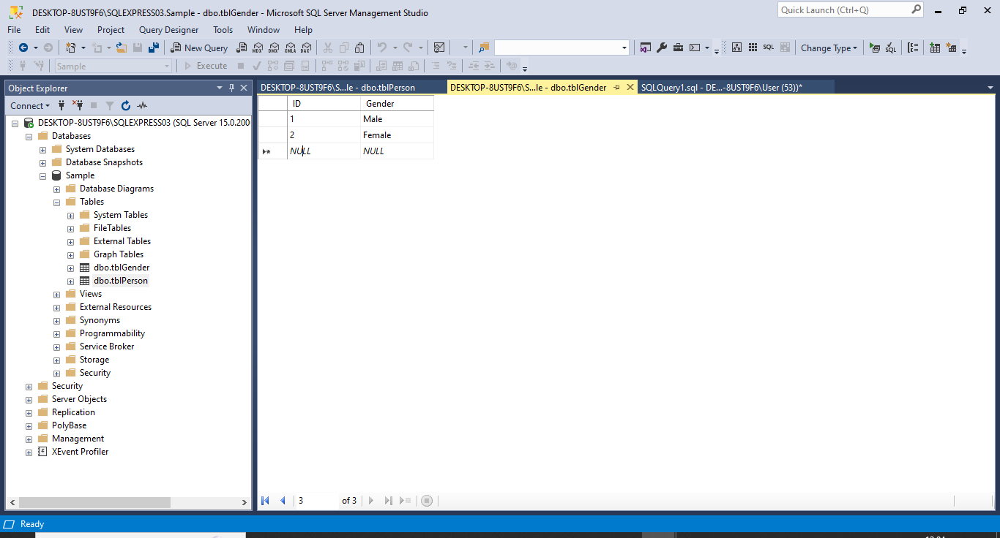 DESKTOP-8UST9F6\SQLEXPRESS03.Sample - dbo.tblGender - Microsoft SQL Server Management Studio
Quick Launch (Ctrl+Q)
File Edit View Project Query Designer Tools Window Help
New Query MDX DMX XMLA DAX SQL Change Type SQL
Sample Execute
Object Explorer
DESKTOP-8UST9F6\S...le - dbo.tblPerson DESKTOP-8UST9F6\S...le - dbo.tblGender SQLQuery1.sql - DE...-8UST9F6\User (53))*
Connect
ID Gender
1 Male
2 Female
NULL NULL
DESKTOP-8UST9F6\SQLEXPRESS03 (SQL Server 15.0.200
Databases
System Databases
Database Snapshots
Sample
Database Diagrams
Tables
System Tables
FileTables
External Tables
Graph Tables
dbo.tblGender
dbo.tblPerson
Views
External Resources
Synonyms
Programmability
Service Broker
Storage
Security
Security
Server Objects
Replication
PolyBase
Management
XEvent Profiler
3 of 3
Ready